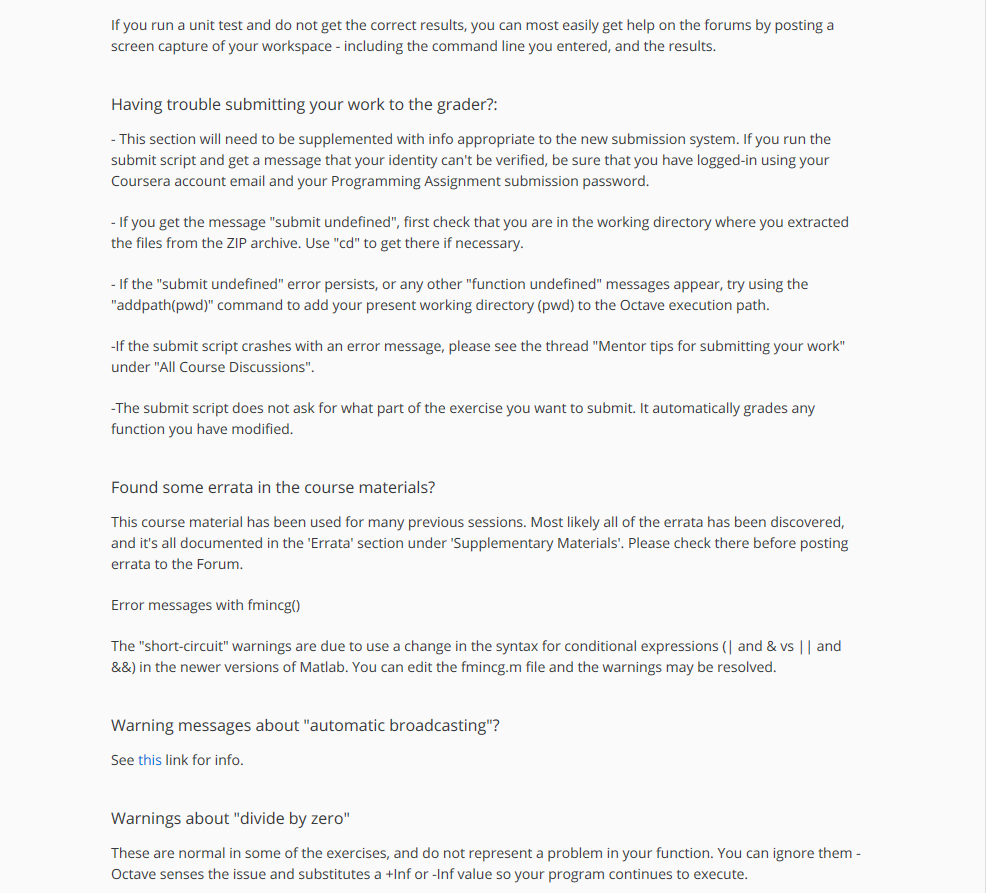 If you run a unit test and do not get the correct results, you can most easily get help on the forums by posting a
screen capture of your workspace - including the command line you entered, and the results.
Having trouble submitting your work to the grader?:
- This section will need to be supplemented with info appropriate to the new submission system. If you run the
submit script and get a message that your identity can't be verified, be sure that you have logged-in using your
Coursera account email and your Programming Assignment submission password.
- If you get the message "submit undefined", first check that you are in the working directory where you extracted
the files from the ZIP archive. Use "cd" to get there if necessary.
- If the "submit undefined" error persists, or any other "function undefined" messages appear, try using the
"addpath(pwd)" command to add your present working directory (pwd) to the Octave execution path.
-If the submit script crashes with an error message, please see the thread "Mentor tips for submitting your work"
under "All Course Discussions".
-The submit script does not ask for what part of the exercise you want to submit. It automatically grades any
function you have modified.
Found some errata in the course materials?
This course material has been used for many previous sessions. Most likely all of the errata has been discovered,
and it's all documented in the 'Errata' section under 'Supplementary Materials'. Please check there before posting
errata to the Forum.
Error messages with fmincg()
The "short-circuit" warnings are due to use a change in the syntax for conditional expressions (| and & vs || and
&&) in the newer versions of Matlab. You can edit the fmincg.m file and the warnings may be resolved.
Warning messages about "automatic broadcasting"?
See this link for info.
Warnings about "divide by zero"
These are normal in some of the exercises, and do not represent a problem in your function. You can ignore them -
Octave senses the issue and substitutes a +Inf or -Inf value so your program continues to execute.